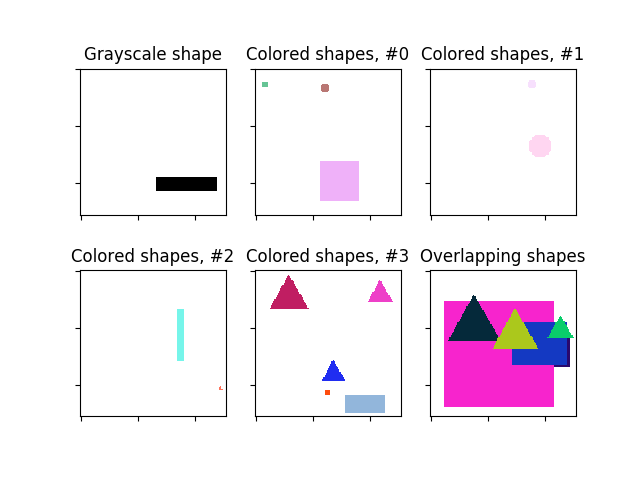 Grayscale shape
Colored shapes, #0
Colored shapes, #1
Colored shapes, #2
Colored shapes, #3
Overlapping shapes